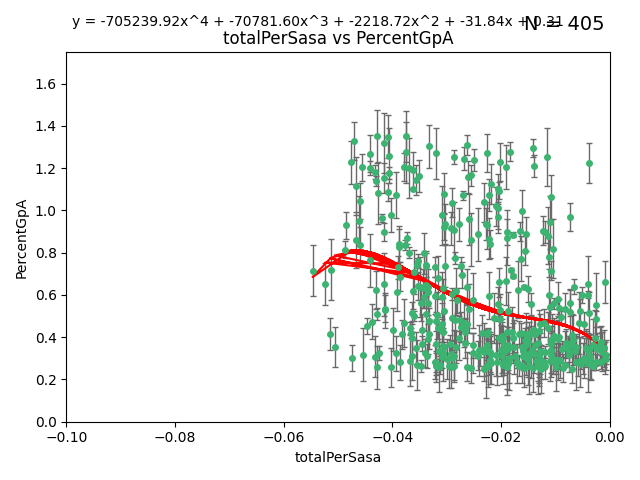 y = -705239.92x^4 + -70781.60x^3 + -2218.72x^2 + -31.84x + 0.31
N = 405
totalPerSasa vs PercentGpA
PercentGpA
1.6
1.4
1.2
1.0
0.8
0.6
0.4
0.2
0.0
−0.10 −0.08 −0.06 −0.04 −0.02 0.00
totalPerSasa